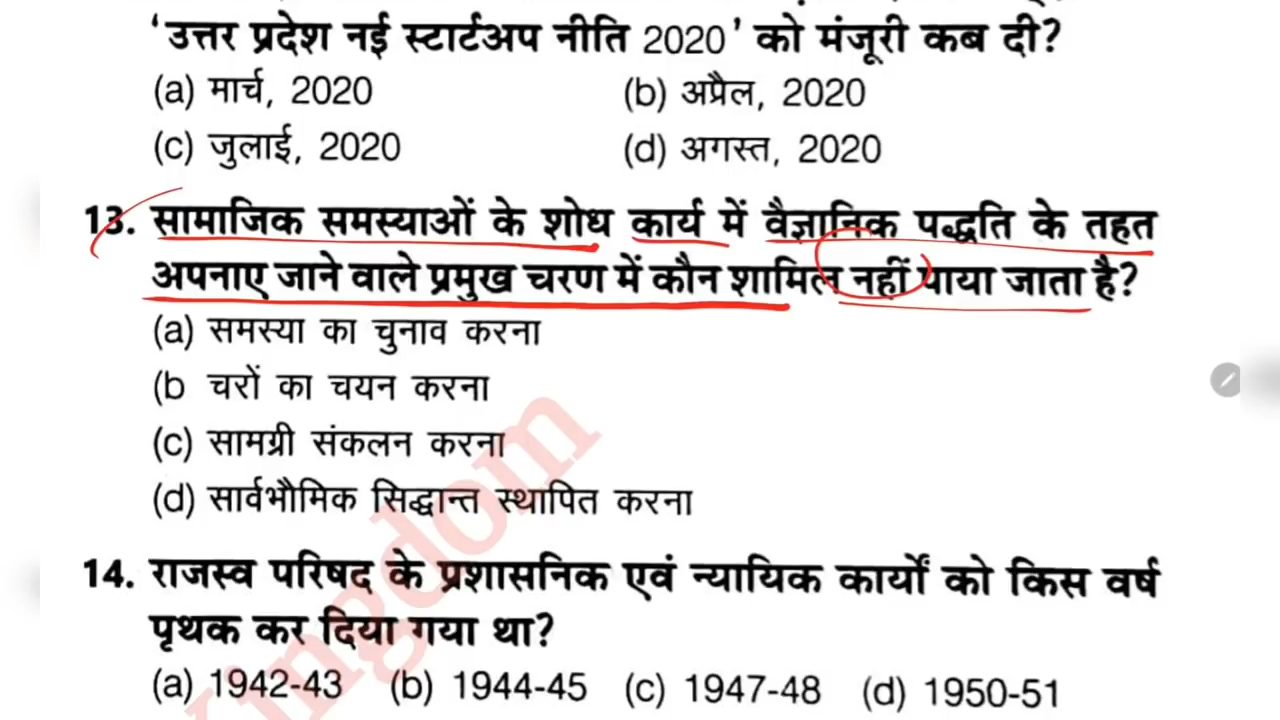 ‘उत्तर प्रदेश नई स्टार्टअप नीति 2020’ को मंजूरी कब दी?
(a) मार्च, 2020 (b) अप्रैल, 2020
(c) जुलाई, 2020 (d) अगस्त, 2020
13. सामाजिक समस्याओं के शोध कार्य में वैज्ञानिक पद्धति के तहत
अपनाए जाने वाले प्रमुख चरण में कौन शामिल नहीं पाया जाता है?
(a) समस्या का चुनाव करना
(b चरों का चयन करना
(c) सामग्री संकलन करना
(d) सार्वभौमिक सिद्धान्त स्थापित करना
14. राजस्व परिषद के प्रशासनिक एवं न्यायिक कार्यों को किस वर्ष
पृथक कर दिया गया था?
(a) 1942-43 (b) 1944-45 (c) 1947-48 (d) 1950-51
Kingdom